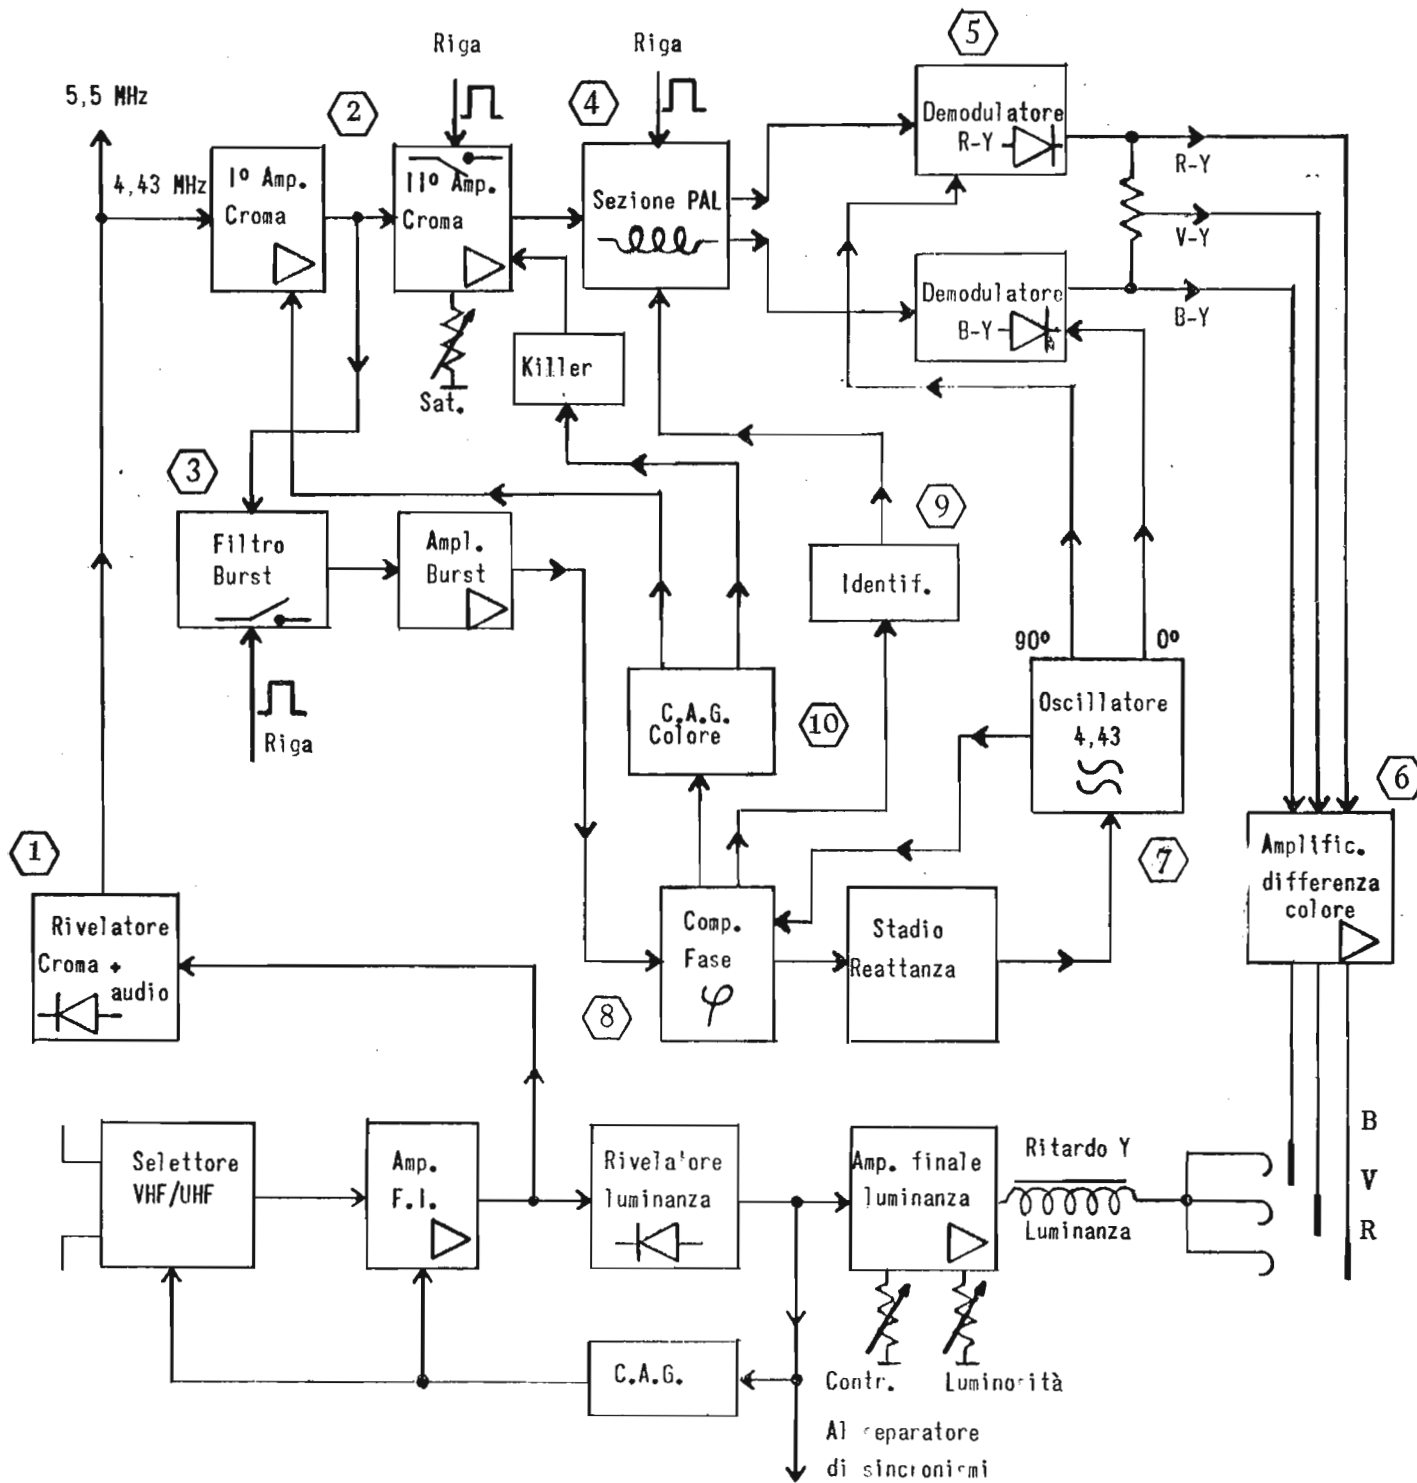 Riga
Riga
5
5,5 MHz
2
4
Demodulatore
R-Y
R-Y
4,43 MHz
I° Amp.
Croma
II° Amp.
Croma
Sezione PAL
V-Y
Demodulatore
B-Y
B-Y
Killer
Sat.
3
9
Filtro
Burst
Ampl.
Burst
Identif.
90°
0°
Riga
C.A.G.
Colore
10
Oscillatore
4,43
6
1
7
Amplific.
differenza
colore
Rivelatore
Croma +
audio
Comp.
Fase
φ
Stadio
Reattanza
8
B
V
R
Selettore
VHF/UHF
Amp.
F.I.
Rivelatore
luminanza
Amp. finale
luminanza
Ritardo Y
Luminanza
C.A.G.
Contr.
Luminorità
Al separatore
di sincronismi